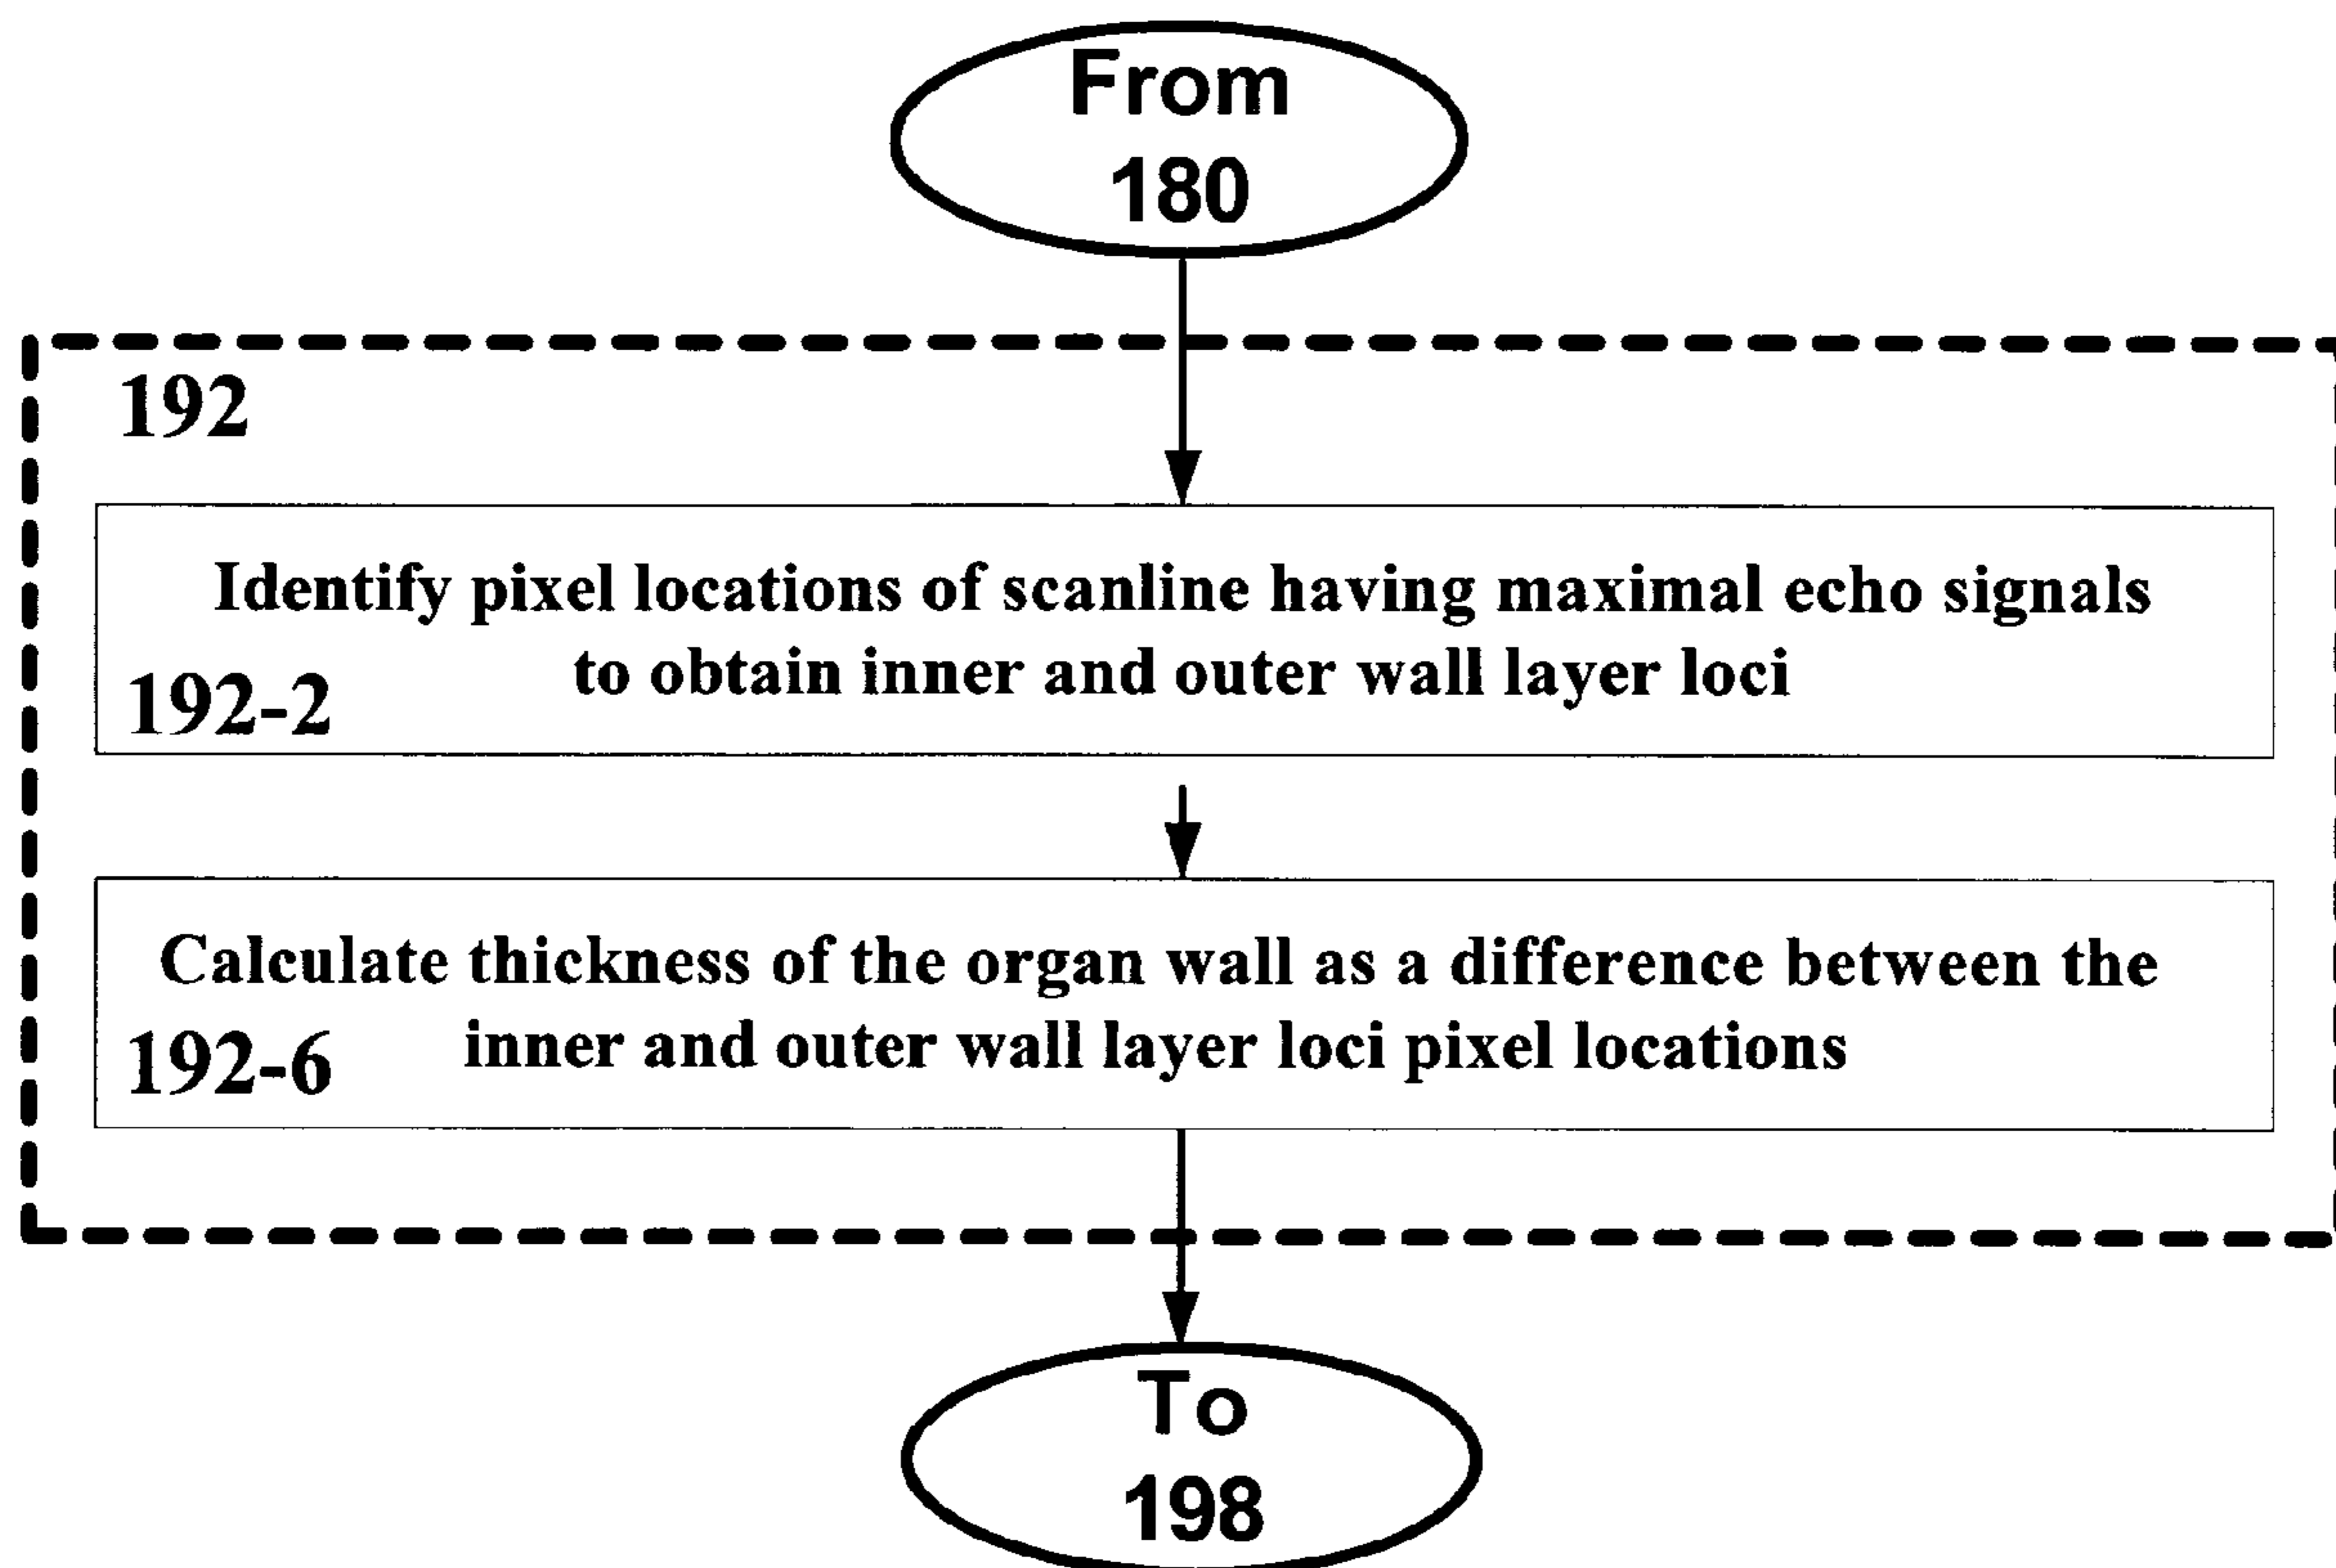 From
180
192
Identify pixel locations of scanline having maximal echo signals
to obtain inner and outer wall layer loci
192-2
Calculate thickness of the organ wall as a difference between the
inner and outer wall layer loci pixel locations
192-6
To
198